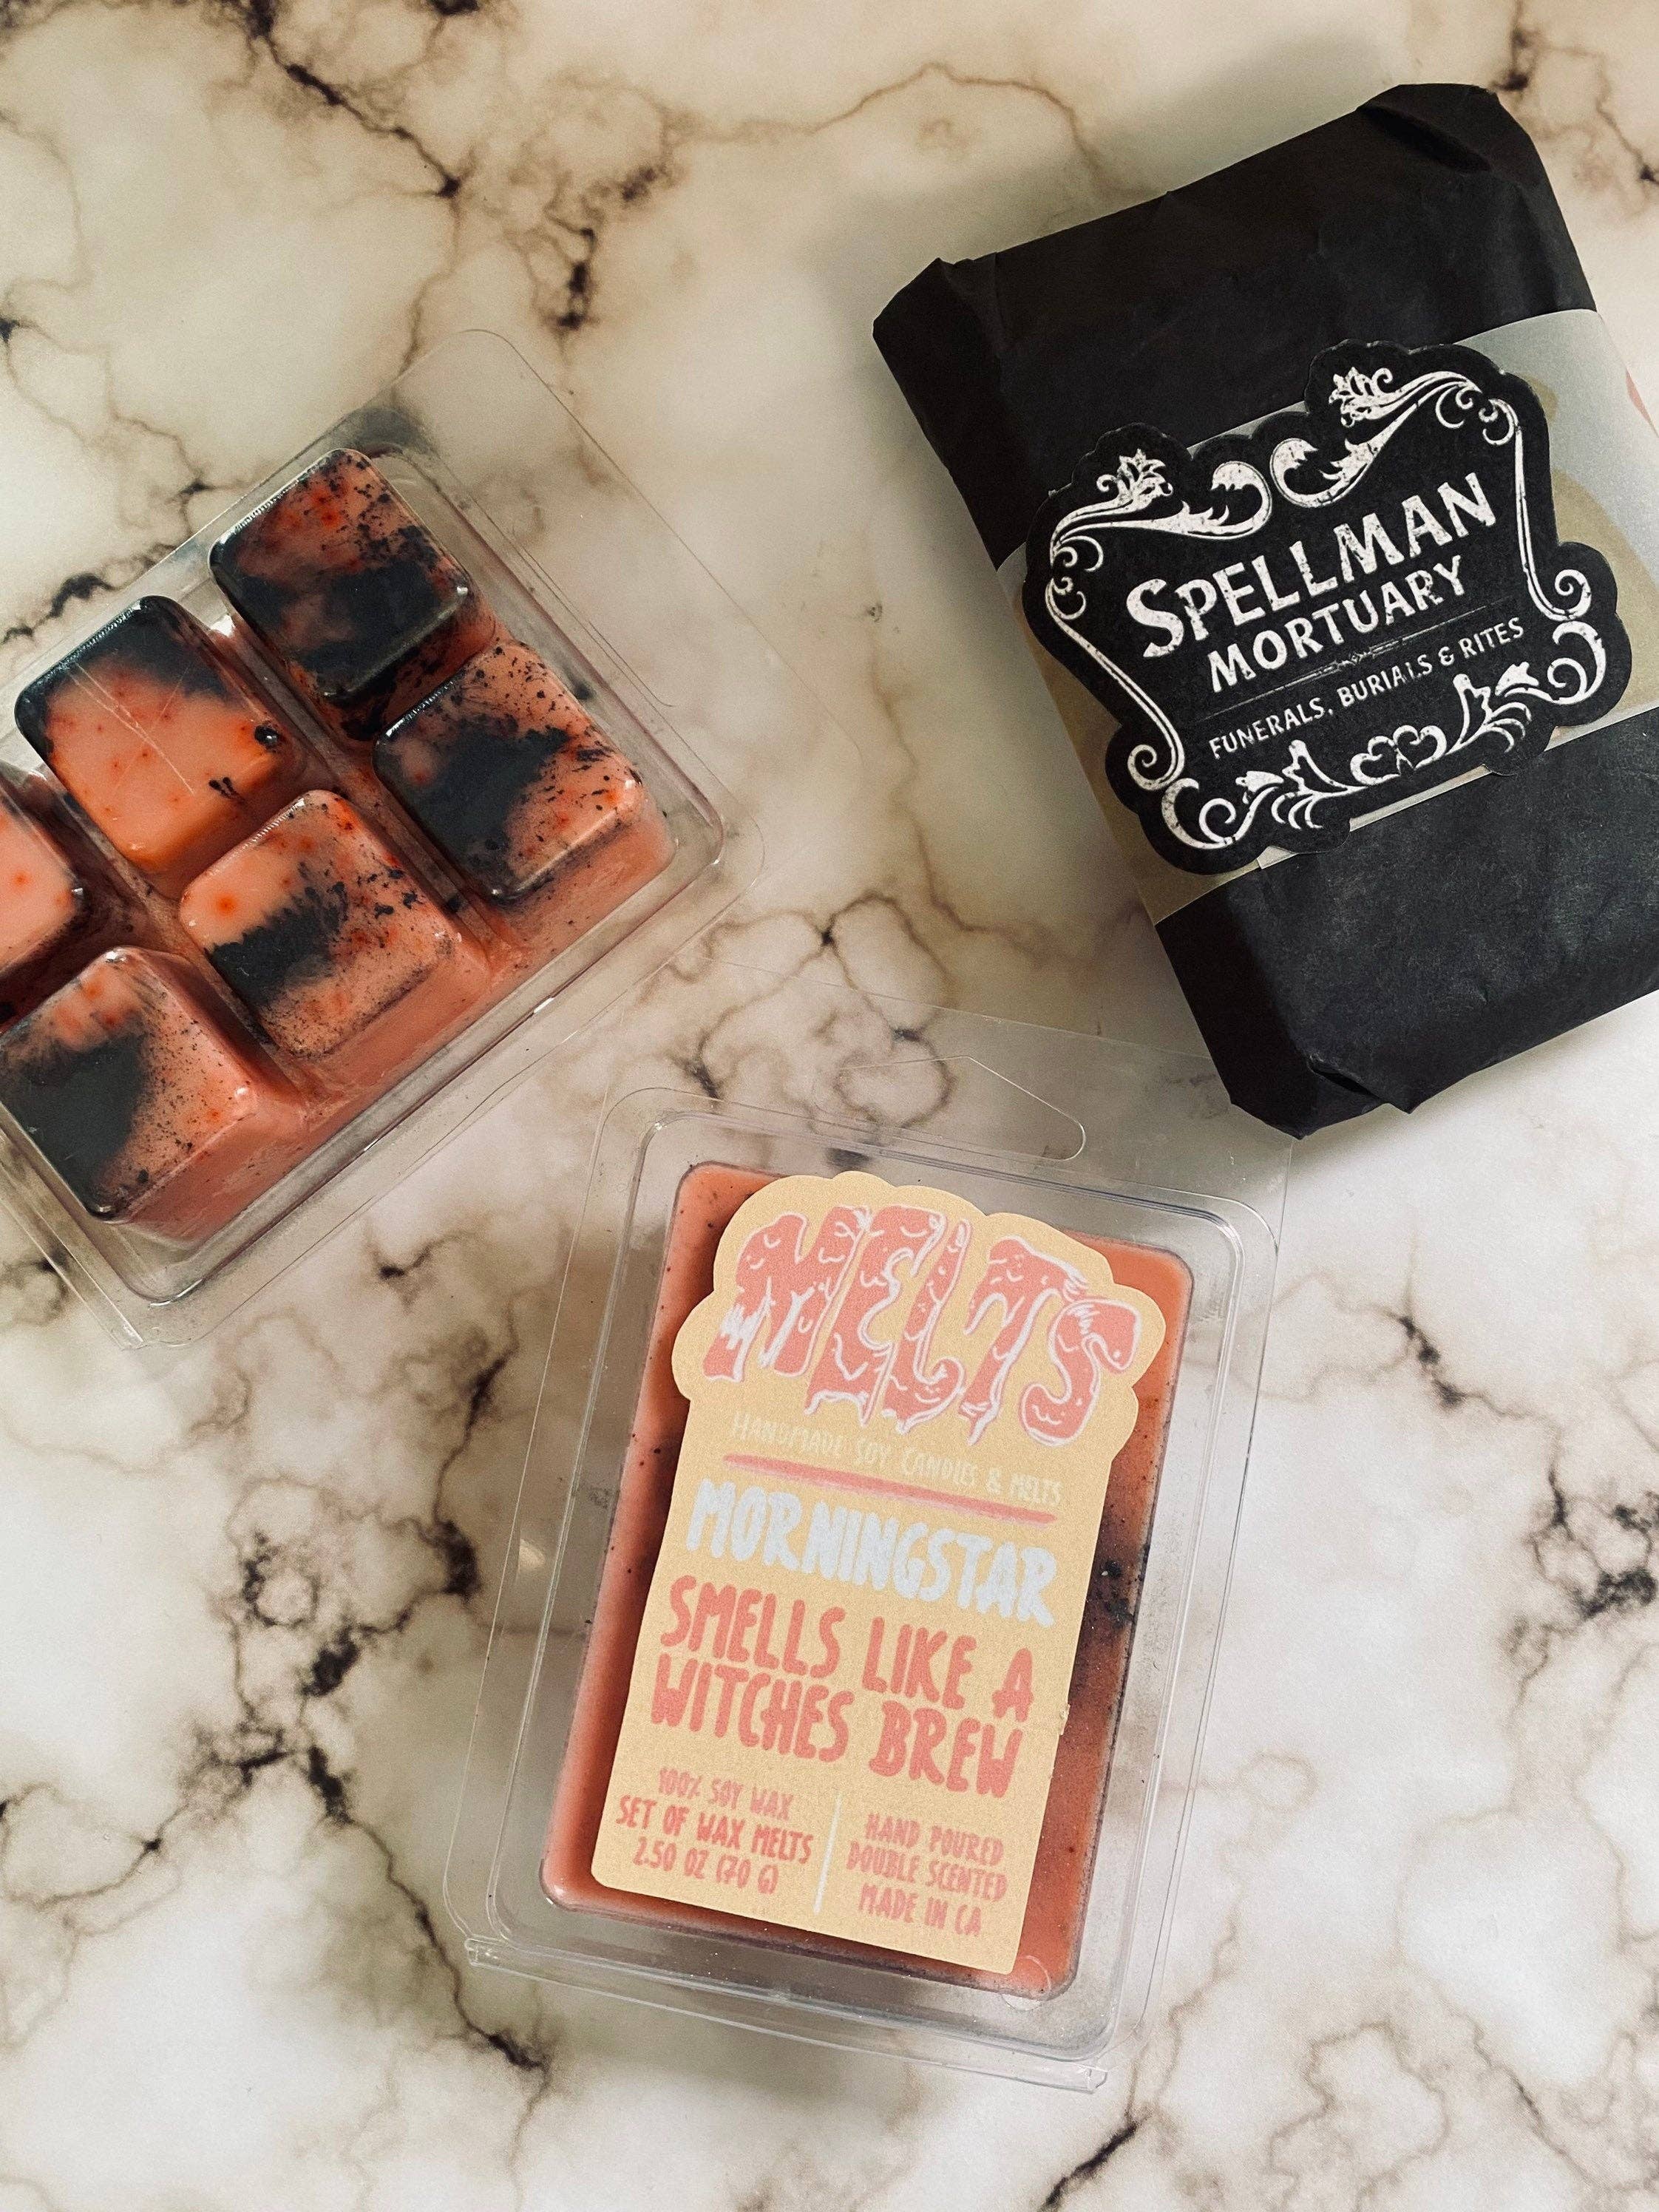 SPELLMAN
MORTUARY
FUNERALS, BURIALS & RITES
MELTS
HANDMADE SOY CANDLES & MELTS
MORNINGSTAR
SMELLS LIKE A
WITCHES BREW
100% SOY WAX
SET OF WAX MELTS
2.50 OZ (70 G)
HAND POURED
DOUBLE SCENTED
MADE IN CA